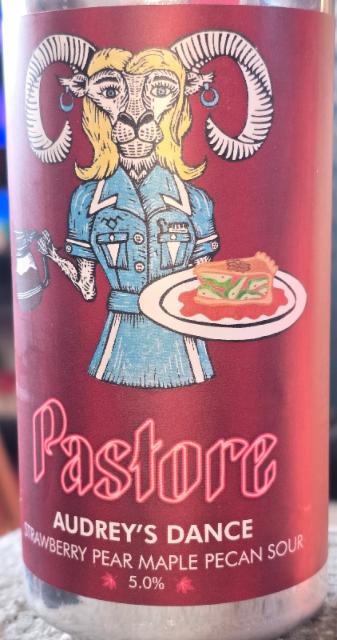 Pastore
AUDREY'S DANCE
STRAWBERRY PEAR MAPLE PECAN SOUR
5.0%